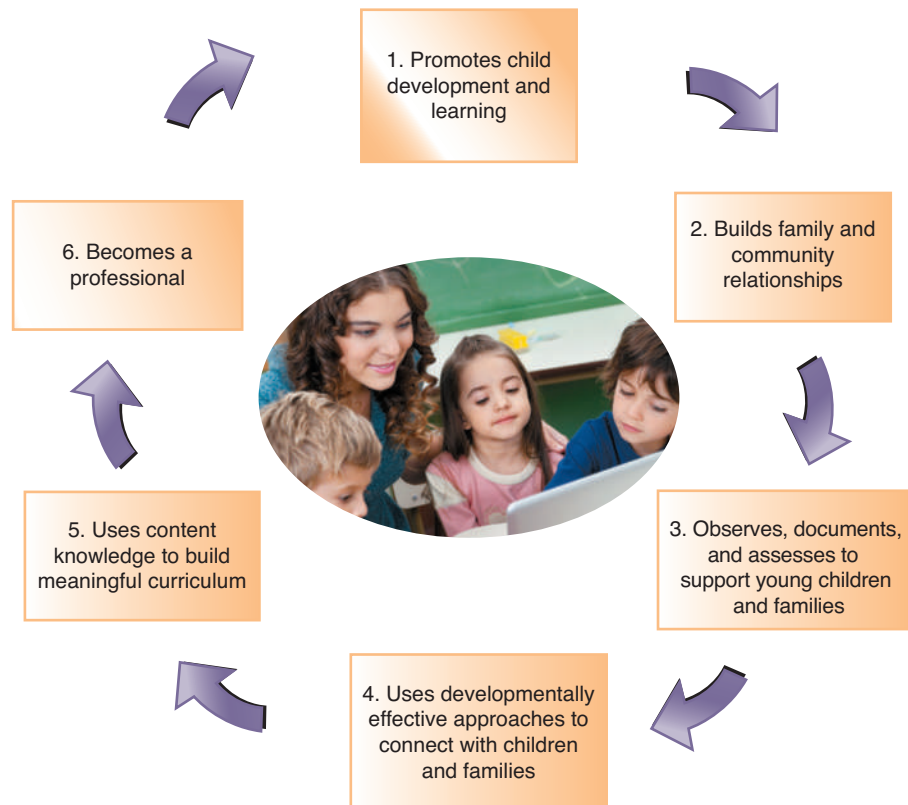 1. Promotes child
development and
learning
2. Builds family and
community
relationships
3. Observes, documents,
and assesses to
support young children
and families
4. Uses developmentally
effective approaches to
connect with children
and families
5. Uses content
knowledge to build
meaningful curriculum
6. Becomes a
professional